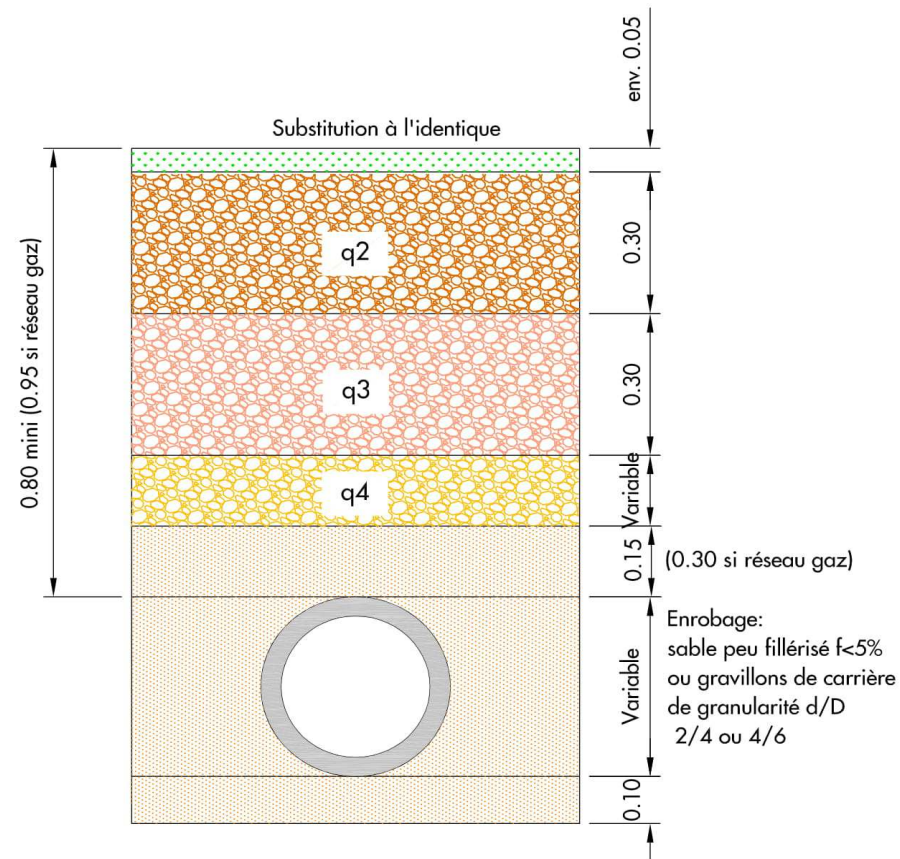 env. 0.05
Substitution à l'identique
0.80 mini (0.95 si réseau gaz)
q2
0.30
q3
0.30
q4
Variable
0.15
(0.30 si réseau gaz)
Variable
Enrobage:
sable peu fillérisé f<5%
ou gravillons de carrière
de granularité d/D
2/4 ou 4/6
0.10